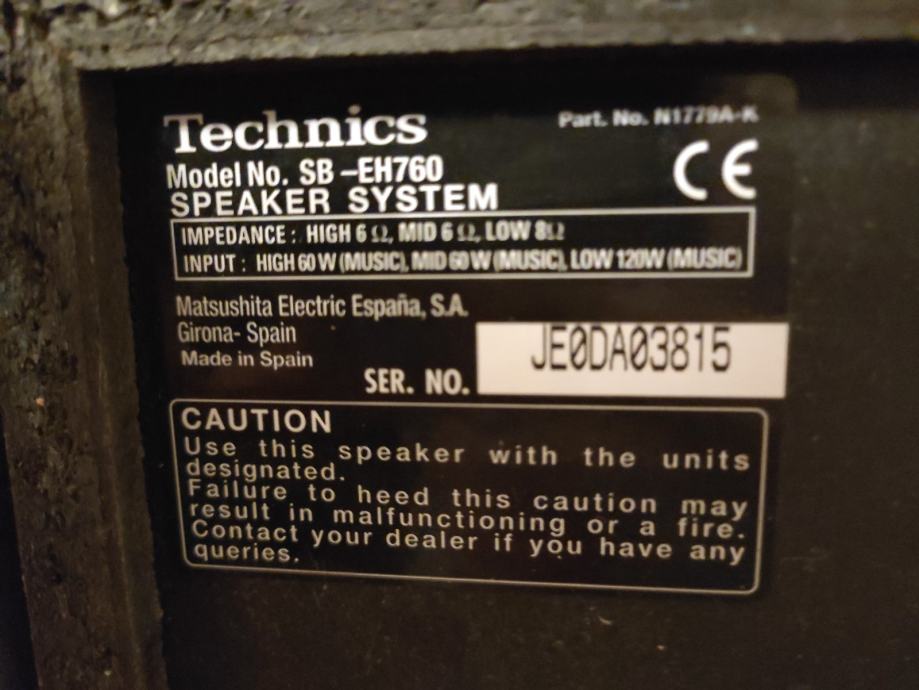 Technics
Part. No. N1779A-K
Model No. SB-EH760
SPEAKER SYSTEM
CE
IMPEDANCE : HIGH 6 Ω, MID 6 Ω, LOW 8Ω
INPUT : HIGH 60 W (MUSIC), MID 60 W (MUSIC), LOW 120W (MUSIC)
Matsushita Electric España, S.A.
Girona- Spain
Made in Spain
SER. NO. JE0DA03815
CAUTION
Use this speaker with the units
designated.
Failure to heed this caution may
result in malfunctioning or a fire.
Contact your dealer if you have any
queries.